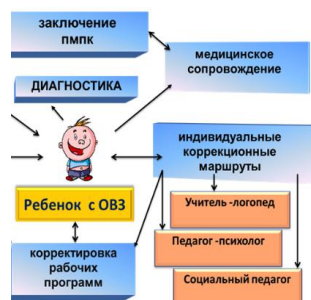 заключение
пмпк
медицинское
сопровождение
ДИАГНОСТИКА
индивидуальные
коррекционные
маршруты
Ребенок с ОВЗ
Учитель -логопед
Педагог -психолог
корректировка
рабочих
программ
Социальный педагог